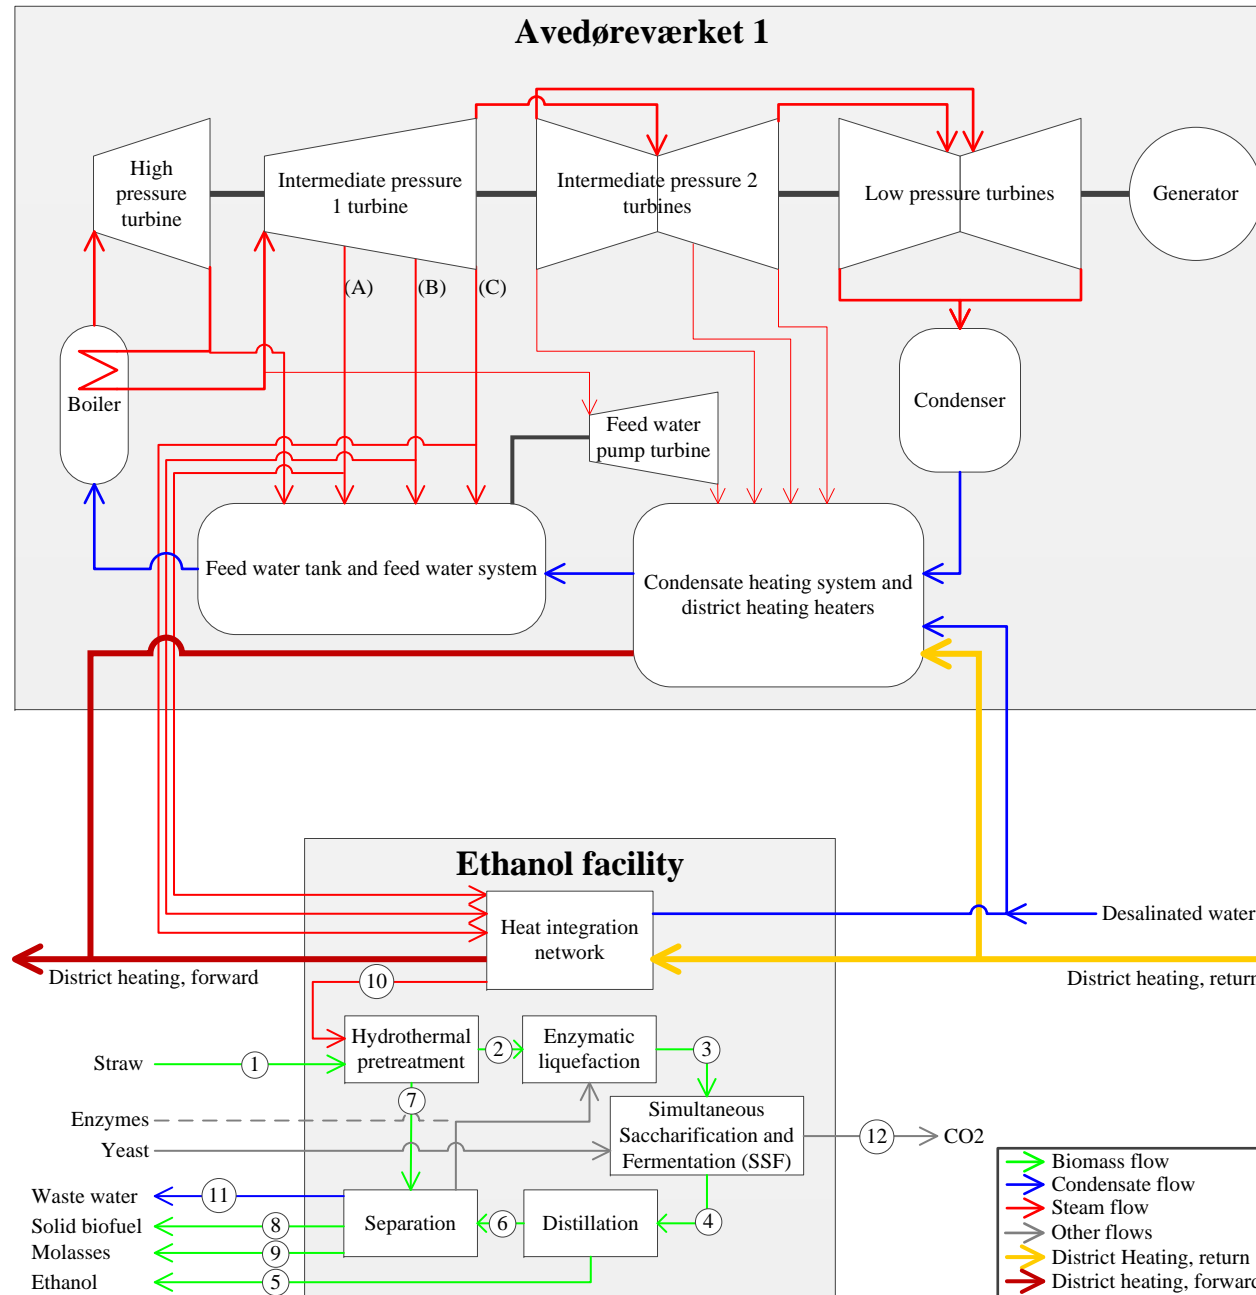 Avedøreværket 1
High
pressure
turbine
Intermediate pressure
1 turbine
Intermediate pressure 2
turbines
Low pressure turbines
Generator
(A)
(B)
(C)
Boiler
Feed water
pump turbine
Condenser
Feed water tank and feed water system
Condensate heating system and
district heating heaters
Ethanol facility
Heat integration
network
Desalinated water
District heating, forward
District heating, return
10
Hydrothermal
pretreatment
2
Enzymatic
liquefaction
3
Straw
1
7
Enzymes
Yeast
Simultaneous
Saccharification and
Fermentation (SSF)
12
CO2
Waste water
11
Solid biofuel
8
Molasses
9
Ethanol
5
Separation
6
Distillation
4
Biomass flow
Condensate flow
Steam flow
Other flows
District Heating, return
District heating, forward